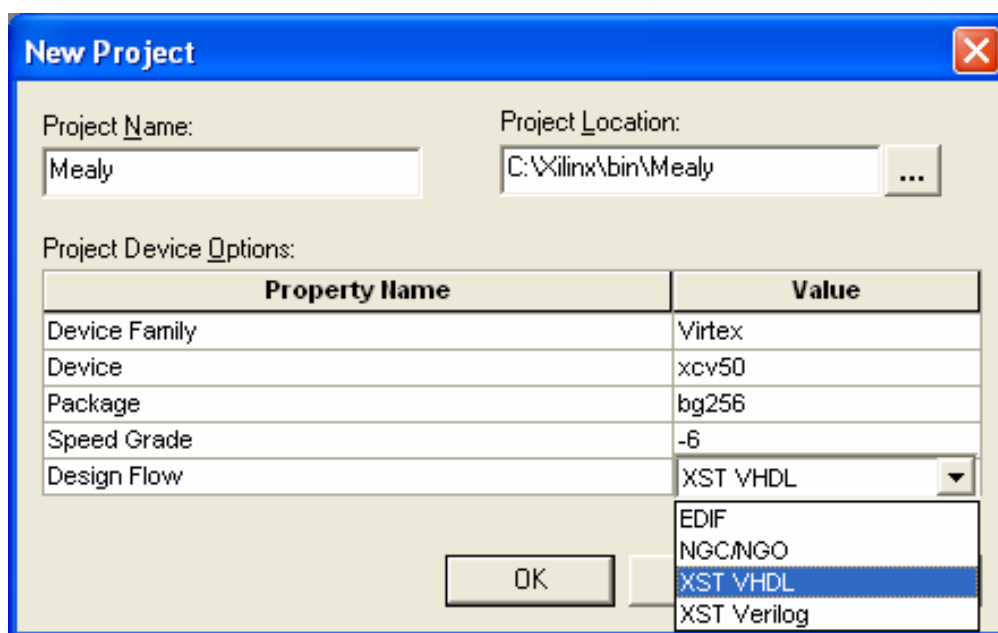 New Project
Project Name:
Project Location:
Mealy
C:\Xilinx\bin\Mealy
...
Project Device Options:
Property Name Value
Device Family Virtex
Device xcv50
Package bg256
Speed Grade -6
Design Flow XST VHDL
EDIF
NGC/NGO
XST VHDL
XST Verilog
OK